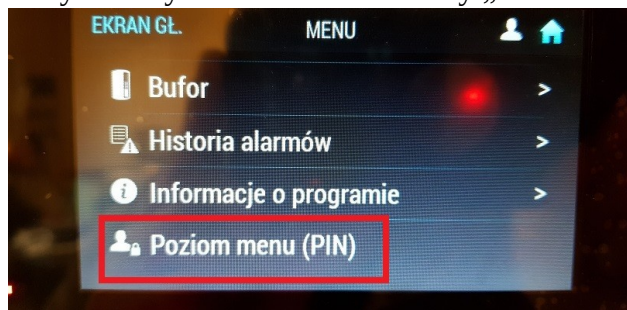 EKRAN GŁ. MENU
Bufor >
Historia alarmów >
Informacje o programie >
Poziom menu (PIN)